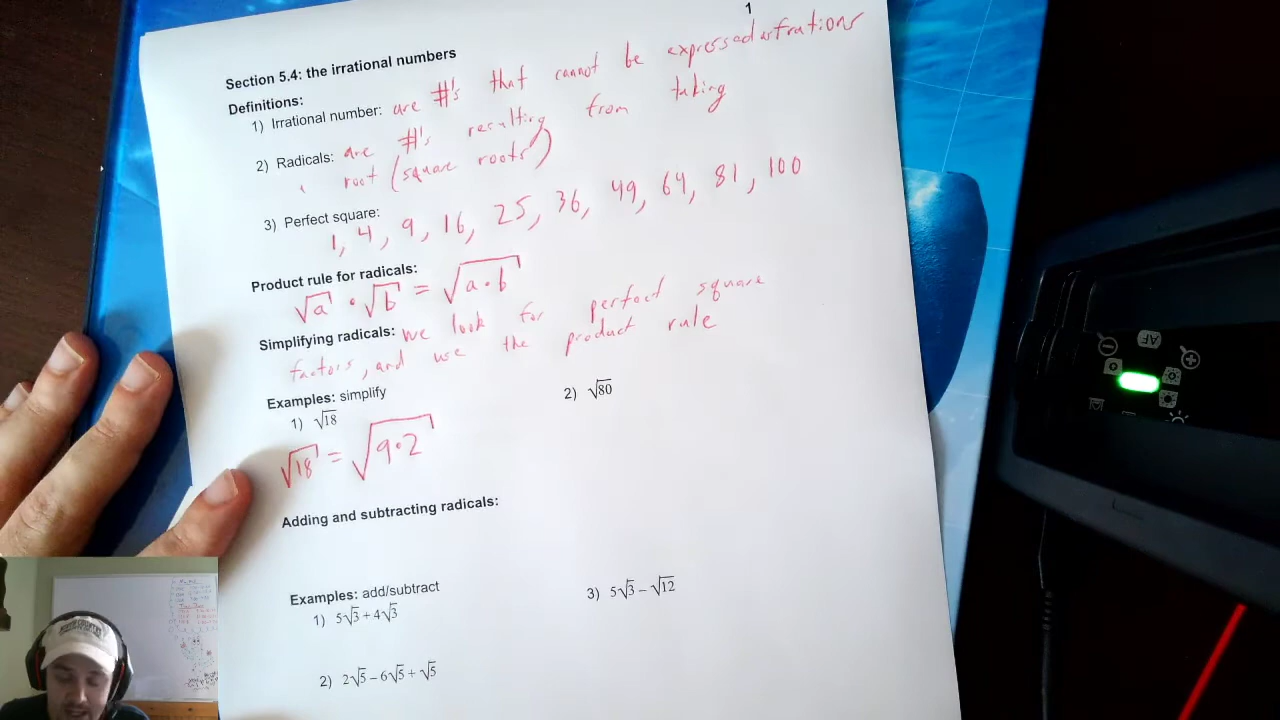 1
Section 5.4: the irrational numbers
Definitions:
1) Irrational number: are #'s that cannot be expressed as frations
2) Radicals: are #'s resulting from taking
root (square roots)
3) Perfect square:
1, 4, 9, 16, 25, 36, 49, 64, 81, 100
Product rule for radicals:
√a · √b = √a·b
Simplifying radicals: we look for perfect square
factors, and use the product rule
Examples: simplify
1) √18
2) √80
√18 = √9·2
Adding and subtracting radicals:
Examples: add/subtract
1) 5√3 + 4√3
3) 5√3 − √12
2) 2√5 − 6√5 + √5
AF